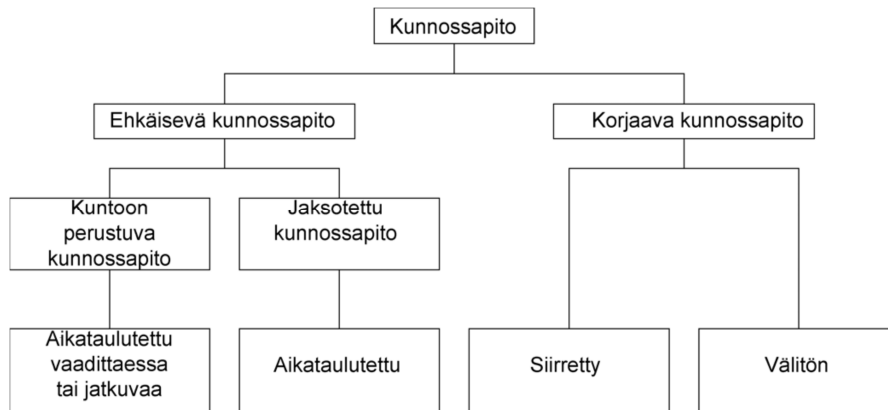 Kunnossapito
Ehkäisevä kunnossapito
Korjaava kunnossapito
Kuntoon
perustuva
kunnossapito
Jaksotettu
kunnossapito
Aikataulutettu
vaadittaessa
tai jatkuvaa
Aikataulutettu
Siirretty
Välitön